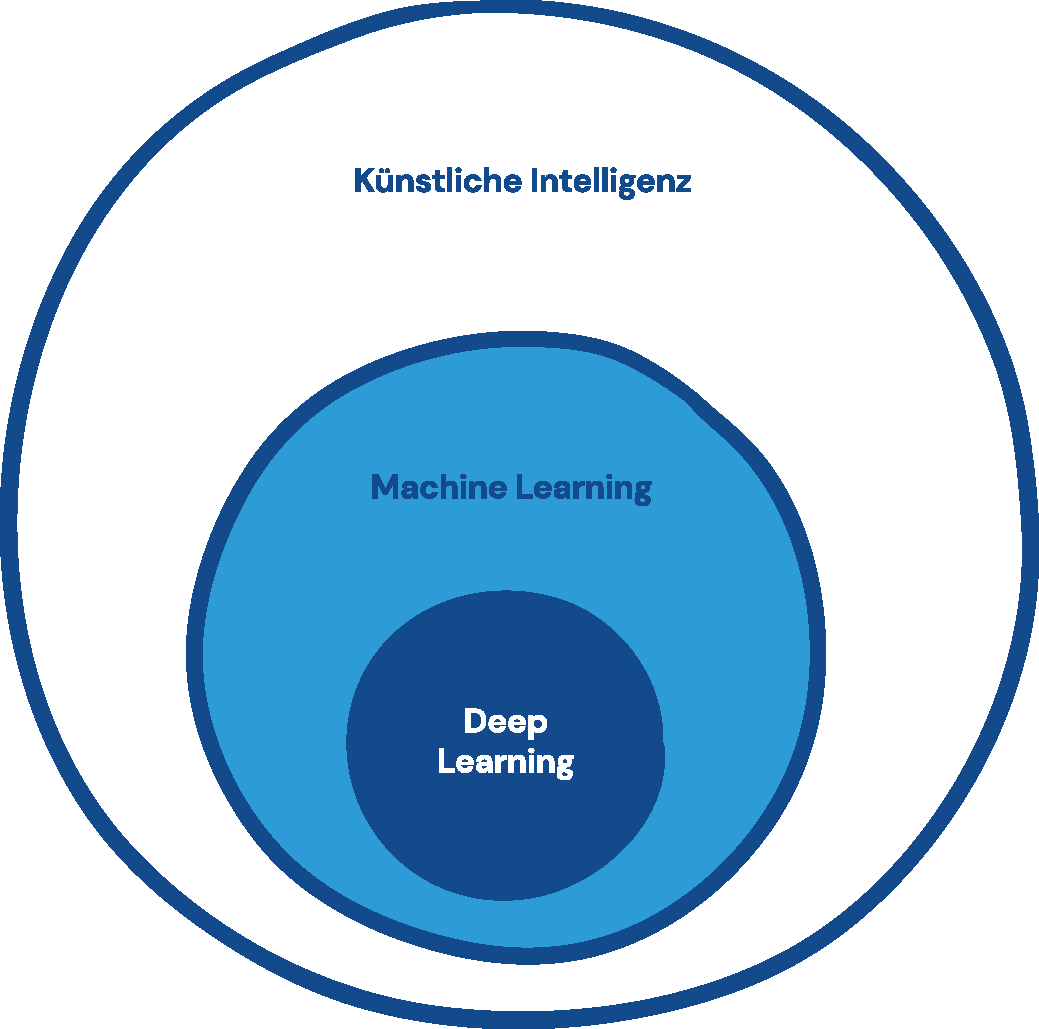 Künstliche Intelligenz
Machine Learning
Deep
Learning